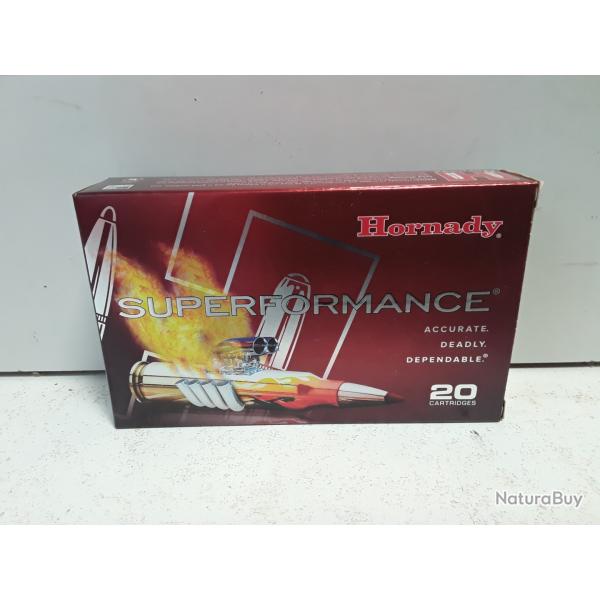 Hornady®
SUPERFORMANCE®
ACCURATE.
DEADLY.
DEPENDABLE.®
20
CARTRIDGES
NaturaBuy